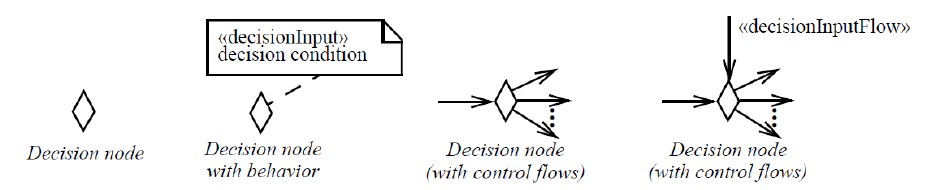 «decisionInput»
decision condition
«decisionInputFlow»
Decision node
Decision node
with behavior
Decision node
(with control flows)
Decision node
(with control flows)